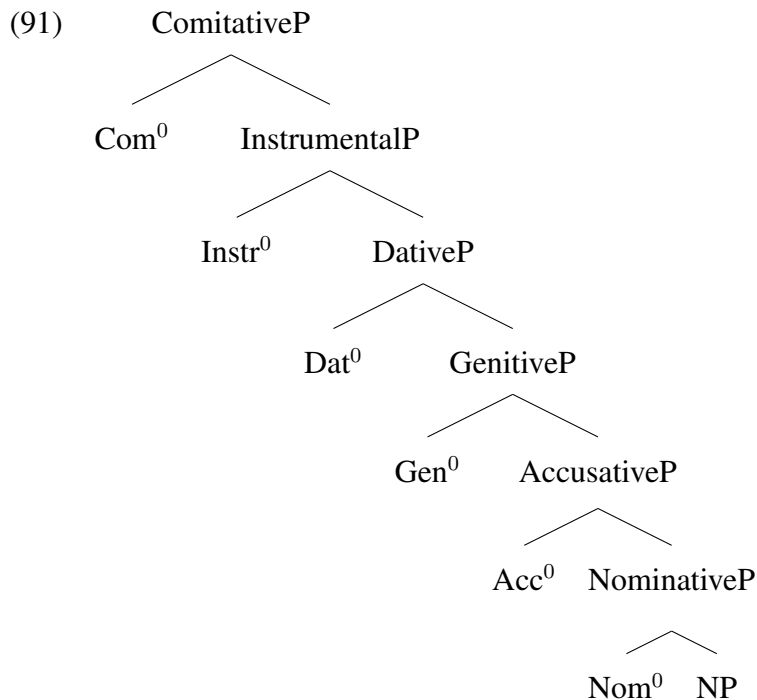 (91) ComitativeP
Com⁰ InstrumentalP
Instr⁰ DativeP
Dat⁰ GenitiveP
Gen⁰ AccusativeP
Acc⁰ NominativeP
Nom⁰ NP